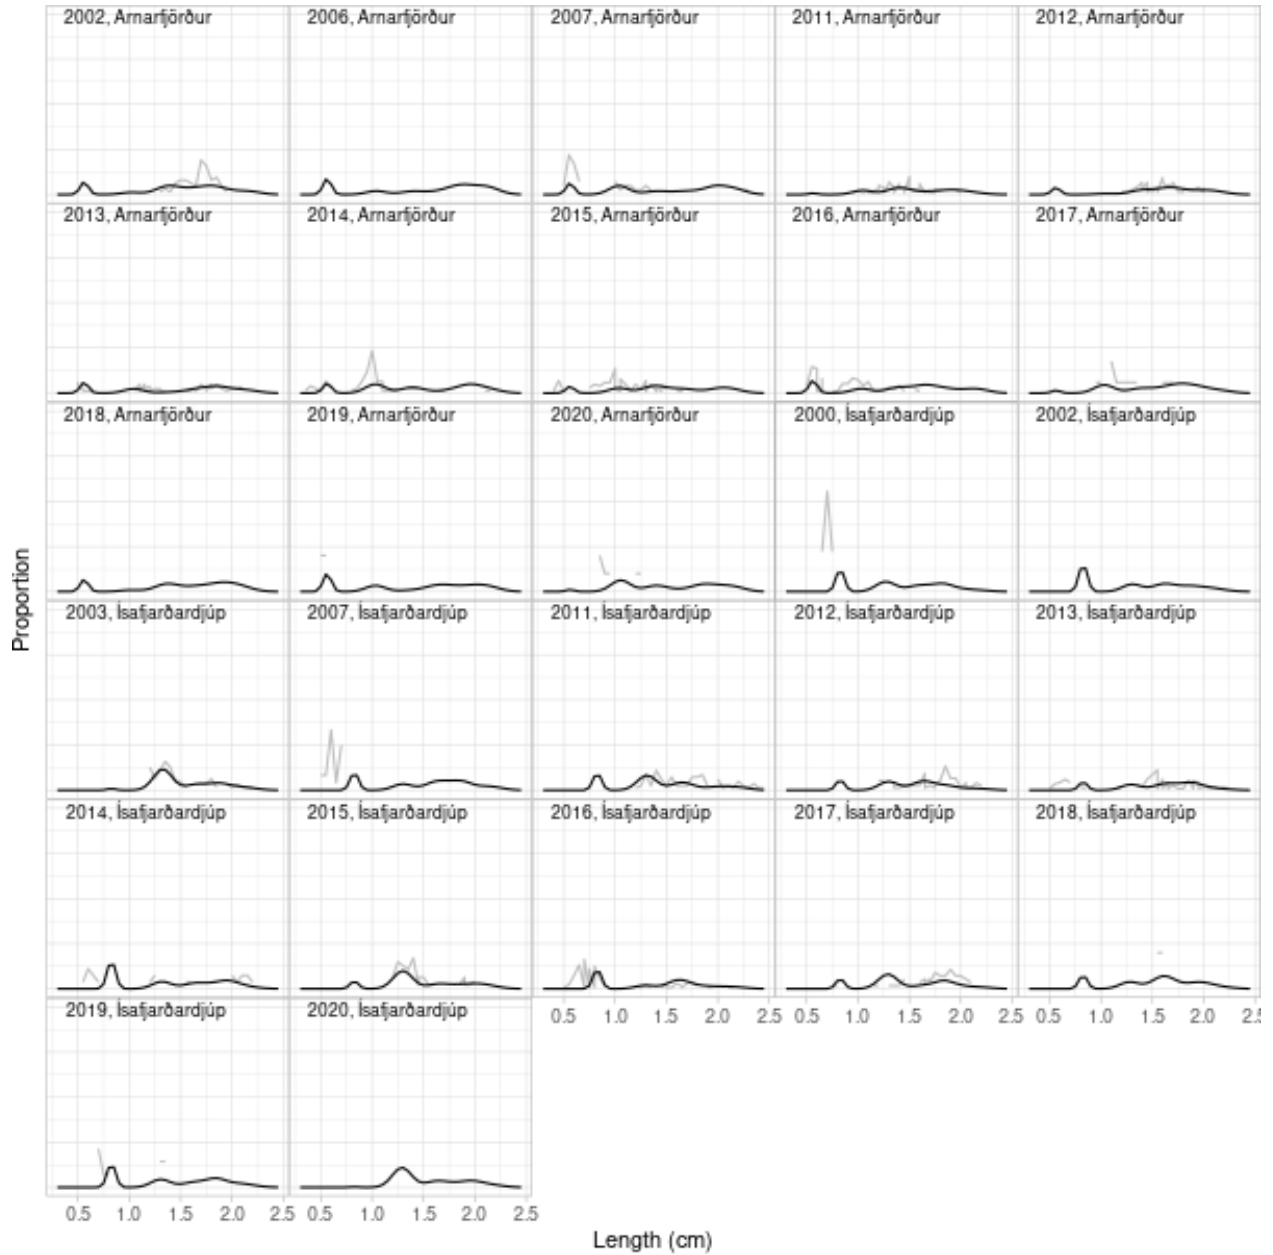 2002, Arnarfjörður 2006, Arnarfjörður 2007, Arnarfjörður 2011, Arnarfjörður 2012, Arnarfjörður
2013, Arnarfjörður 2014, Arnarfjörður 2015, Arnarfjörður 2016, Arnarfjörður 2017, Arnarfjörður
2018, Arnarfjörður 2019, Arnarfjörður 2020, Arnarfjörður 2000, Ísafjarðardjúp 2002, Ísafjarðardjúp
Proportion
2003, Ísafjarðardjúp 2007, Ísafjarðardjúp 2011, Ísafjarðardjúp 2012, Ísafjarðardjúp 2013, Ísafjarðardjúp
2014, Ísafjarðardjúp 2015, Ísafjarðardjúp 2016, Ísafjarðardjúp 2017, Ísafjarðardjúp 2018, Ísafjarðardjúp
2019, Ísafjarðardjúp 2020, Ísafjarðardjúp
0.5 1.0 1.5 2.0 2.5 0.5 1.0 1.5 2.0 2.5 0.5 1.0 1.5 2.0 2.5
0.5 1.0 1.5 2.0 2.5 0.5 1.0 1.5 2.0 2.5
Length (cm)